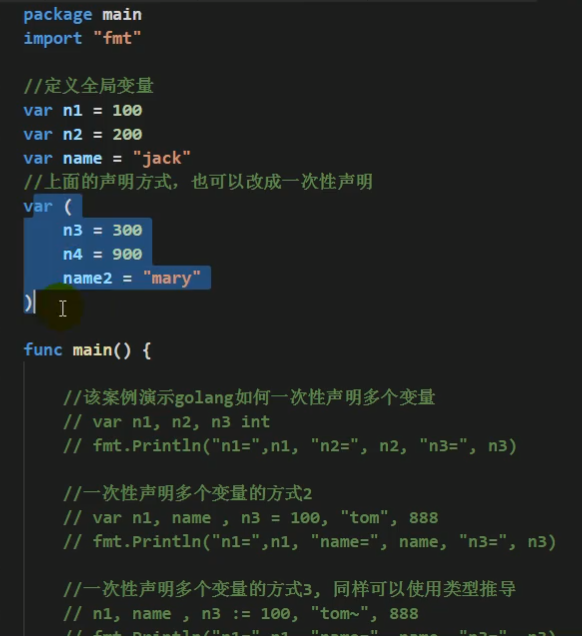 package main
import "fmt"
//定义全局变量
var n1 = 100
var n2 = 200
var name = "jack"
//上面的声明方式，也可以改成一次性声明
var (
n3 = 300
n4 = 900
name2 = "mary"
)
func main() {
//该案例演示golang如何一次性声明多个变量
// var n1, n2, n3 int
// fmt.Println("n1=",n1, "n2=", n2, "n3=", n3)
//一次性声明多个变量的方式2
// var n1, name , n3 = 100, "tom", 888
// fmt.Println("n1=",n1, "name=", name, "n3=", n3)
//一次性声明多个变量的方式3, 同样可以使用类型推导
// n1, name , n3 := 100, "tom~", 888
// fmt.Println("n1=",n1, "name=", name, "n3=", n3)